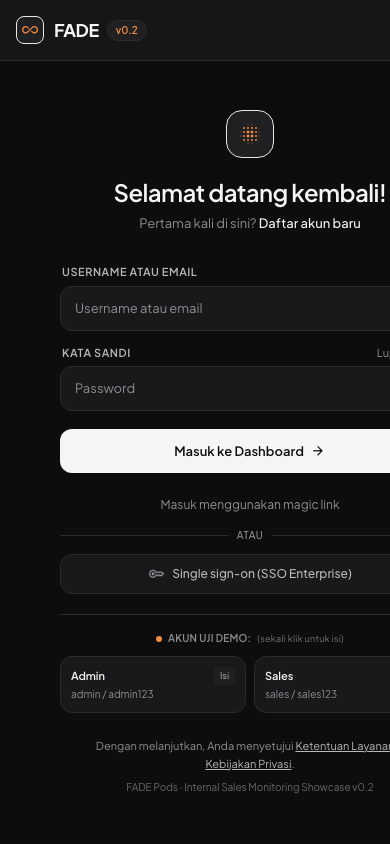 FADE v0.2
Selamat datang kembali!
Pertama kali di sini? Daftar akun baru
USERNAME ATAU EMAIL
Username atau email
KATA SANDI Lu
Password
Masuk ke Dashboard →
Masuk menggunakan magic link
ATAU
Single sign-on (SSO Enterprise)
AKUN UJI DEMO: (sekali klik untuk isi)
Admin Isi Sales
admin / admin123 sales / sales123
Dengan melanjutkan, Anda menyetujui Ketentuan Layanan
Kebijakan Privasi.
FADE Pods · Internal Sales Monitoring Showcase v0.2